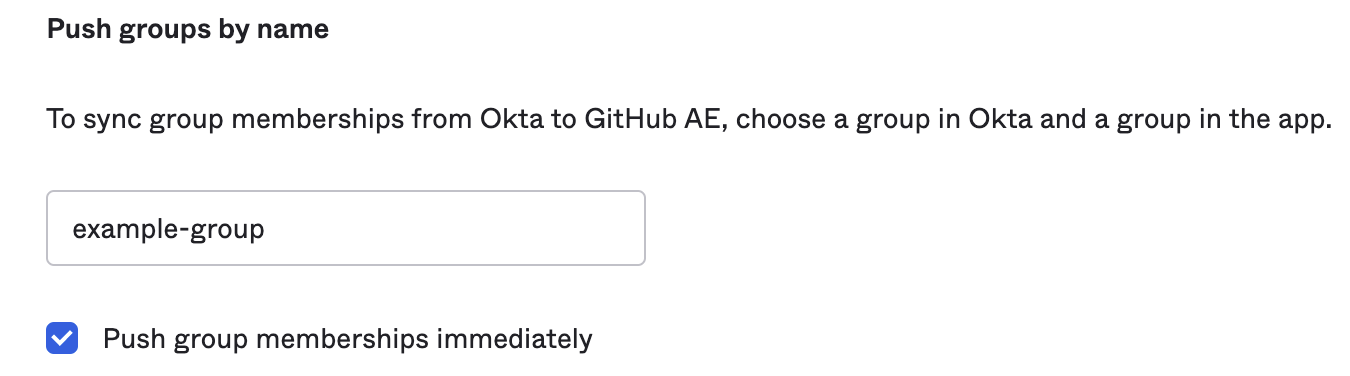 Push groups by name
To sync group memberships from Okta to GitHub AE, choose a group in Okta and a group in the app.
example-group
Push group memberships immediately